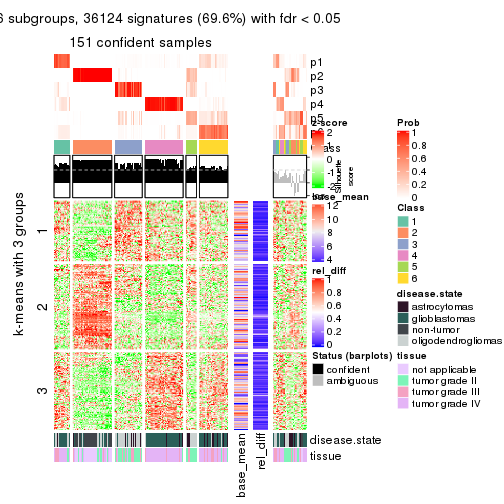 6 subgroups, 36124 signatures (69.6%) with fdr < 0.05
151 confident samples
p1
p2
p3
p4
p5
z-score
2
1
0
-1
-2
Silhouette
score
base_mean
12
10
8
6
4
rel_diff
1
0.8
0.6
0.4
0.2
0
Status (barplots)
confident
ambiguous
Prob
1
0.8
0.6
0.4
0.2
0
Class
1
2
3
4
5
6
disease.state
astrocytomas
glioblastomas
non-tumor
oligodendrogliomas
tissue
not applicable
tumor grade II
tumor grade III
tumor grade IV
k-means with 3 groups
1
2
3
base_mean
rel_diff
disease.state
tissue